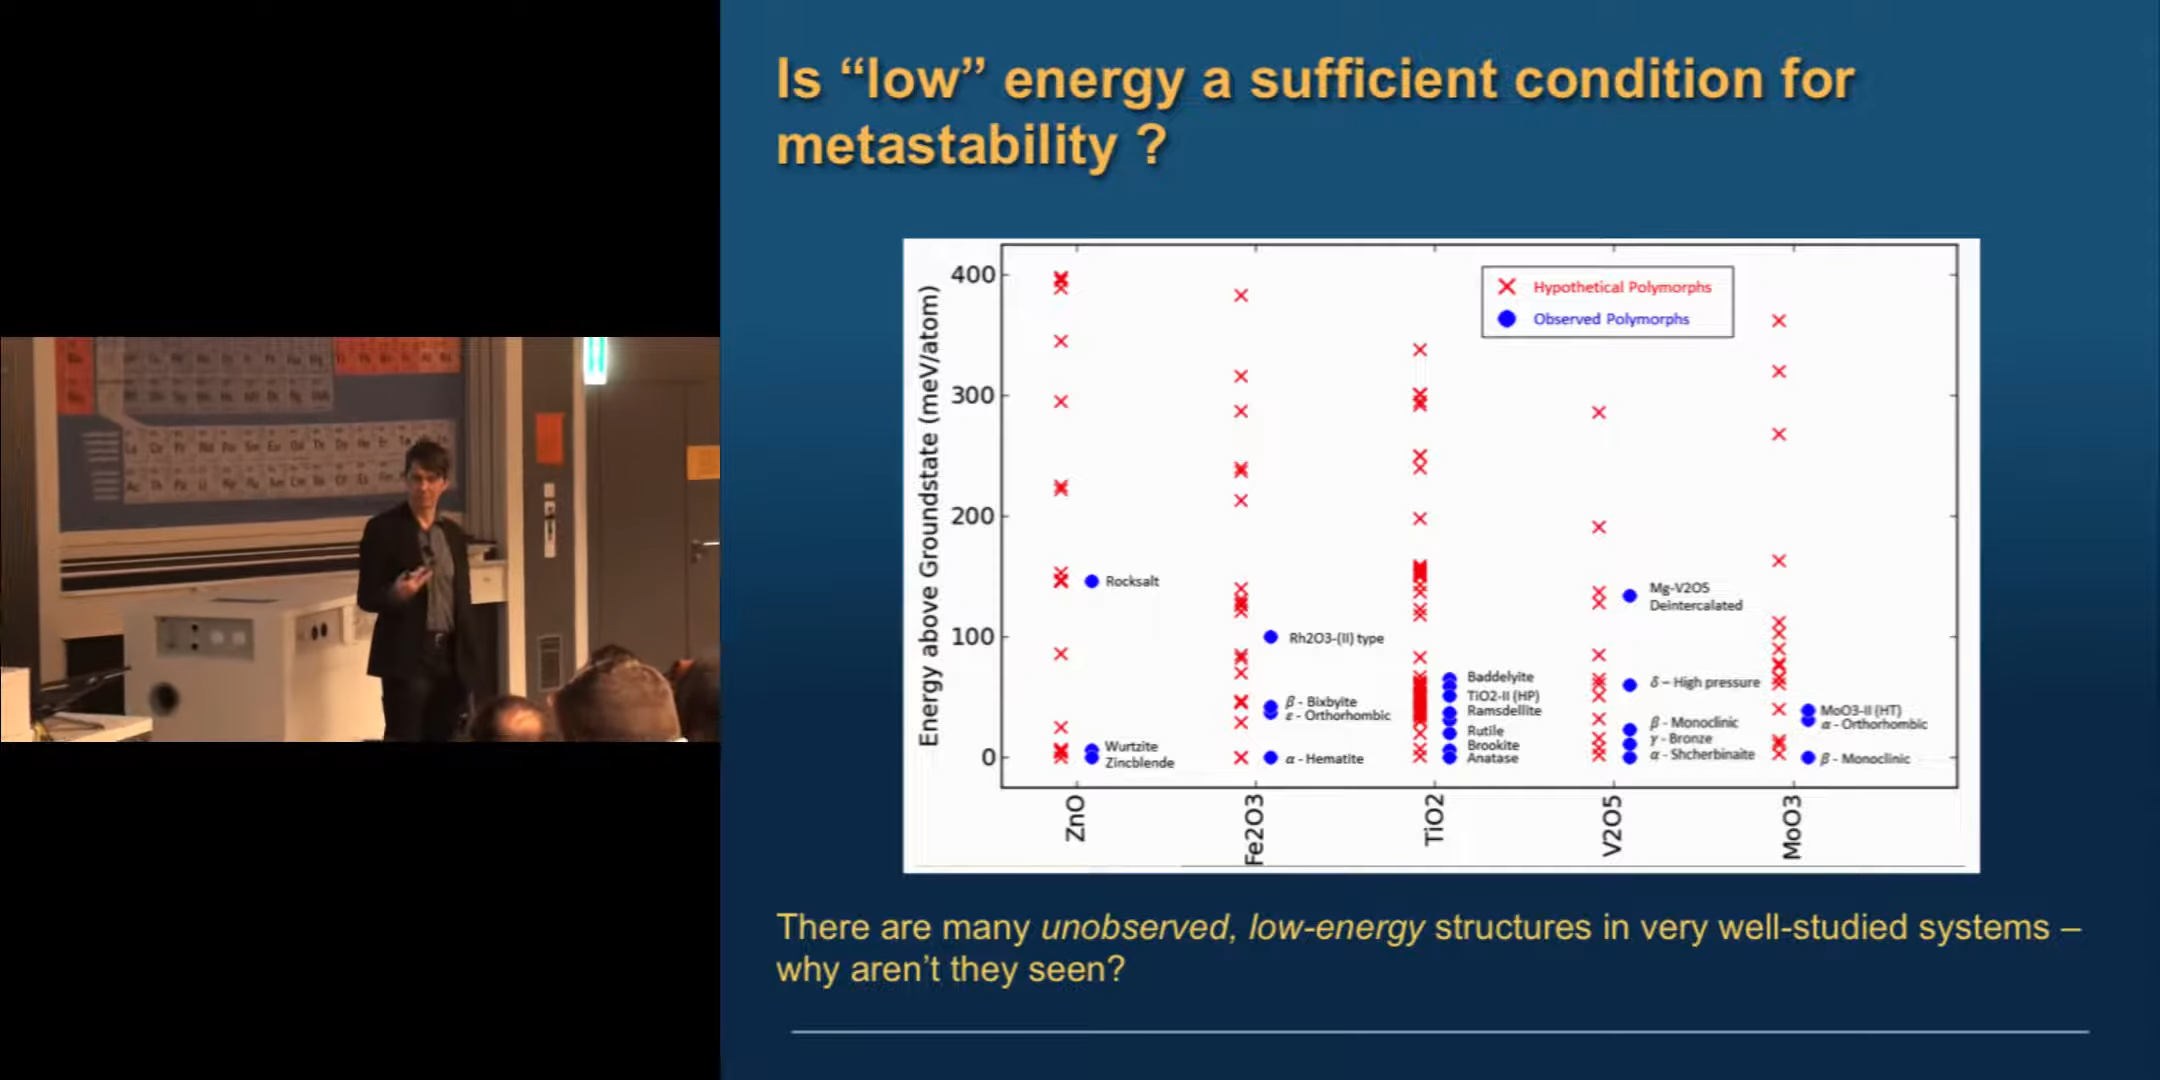 Is “low” energy a sufficient condition for
metastability ?
Energy above Groundstate (meV/atom)
400
300
200
100
0
Hypothetical Polymorphs
Observed Polymorphs
Rocksalt
Wurtzite
Zincblende
Rh2O3-(II) type
β - Bixbyite
ε - Orthorhombic
α - Hematite
Baddelyite
TiO2-II (HP)
Ramsdellite
Rutile
Brookite
Anatase
Mg-V2O5
Deintercalated
δ – High pressure
β - Monoclinic
γ - Bronze
α - Shcherbinaite
MoO3-II (HT)
α - Orthorhombic
β - Monoclinic
ZnO
Fe2O3
TiO2
V2O5
MoO3
There are many unobserved, low-energy structures in very well-studied systems –
why aren’t they seen?